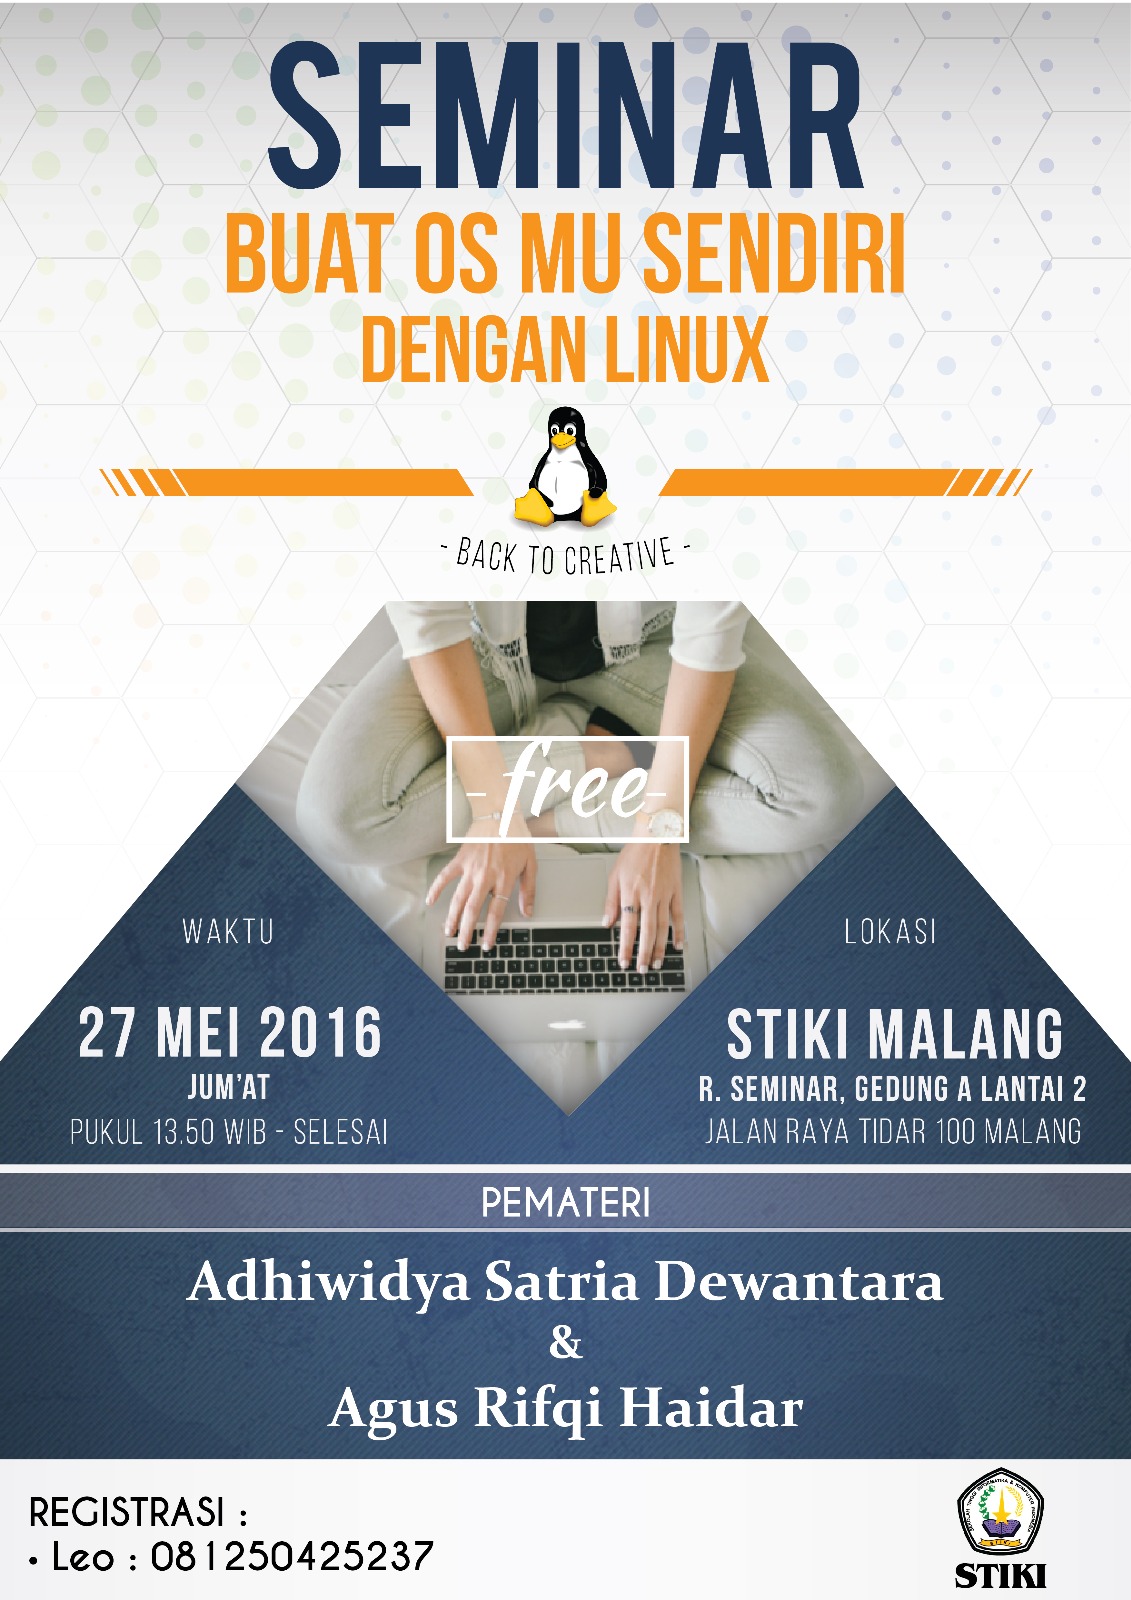 SEMINAR
BUAT OS MU SENDIRI
DENGAN LINUX
- BACK TO CREATIVE -
- free -
WAKTU
27 MEI 2016
JUM'AT
PUKUL 13.50 WIB - SELESAI
LOKASI
STIKI MALANG
R. SEMINAR, GEDUNG A LANTAI 2
JALAN RAYA TIDAR 100 MALANG
PEMATERI
Adhiwidya Satria Dewantara
&
Agus Rifqi Haidar
REGISTRASI :
• Leo : 081250425237
STIKI